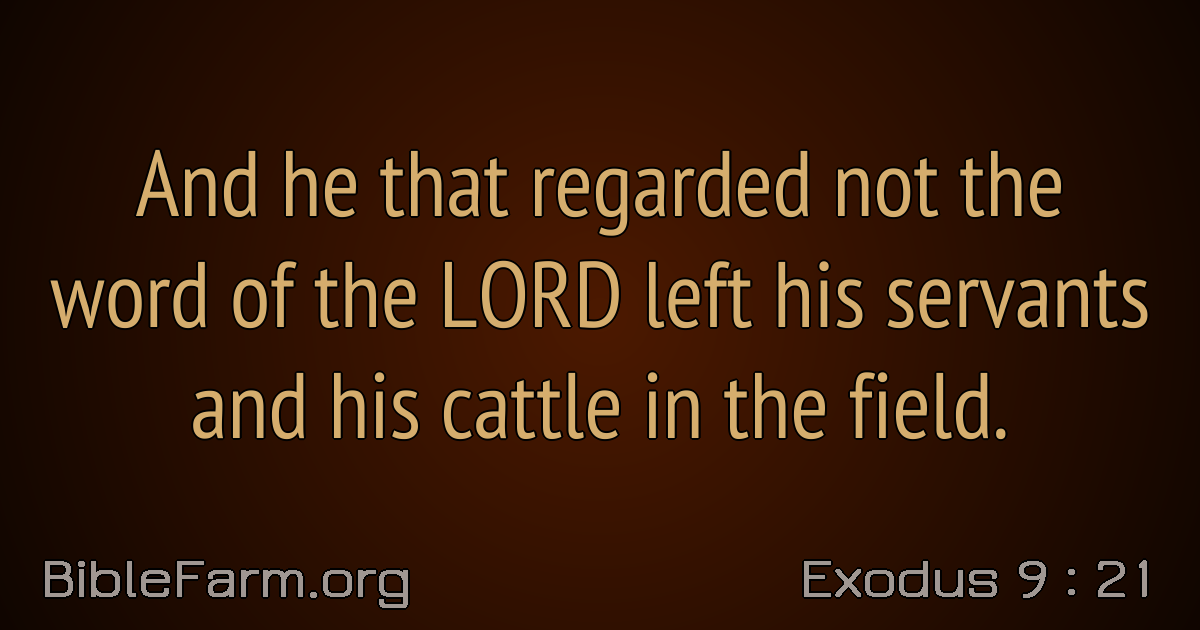 And he that regarded not the
word of the LORD left his servants
and his cattle in the field.
BibleFarm.org
Exodus 9 : 21